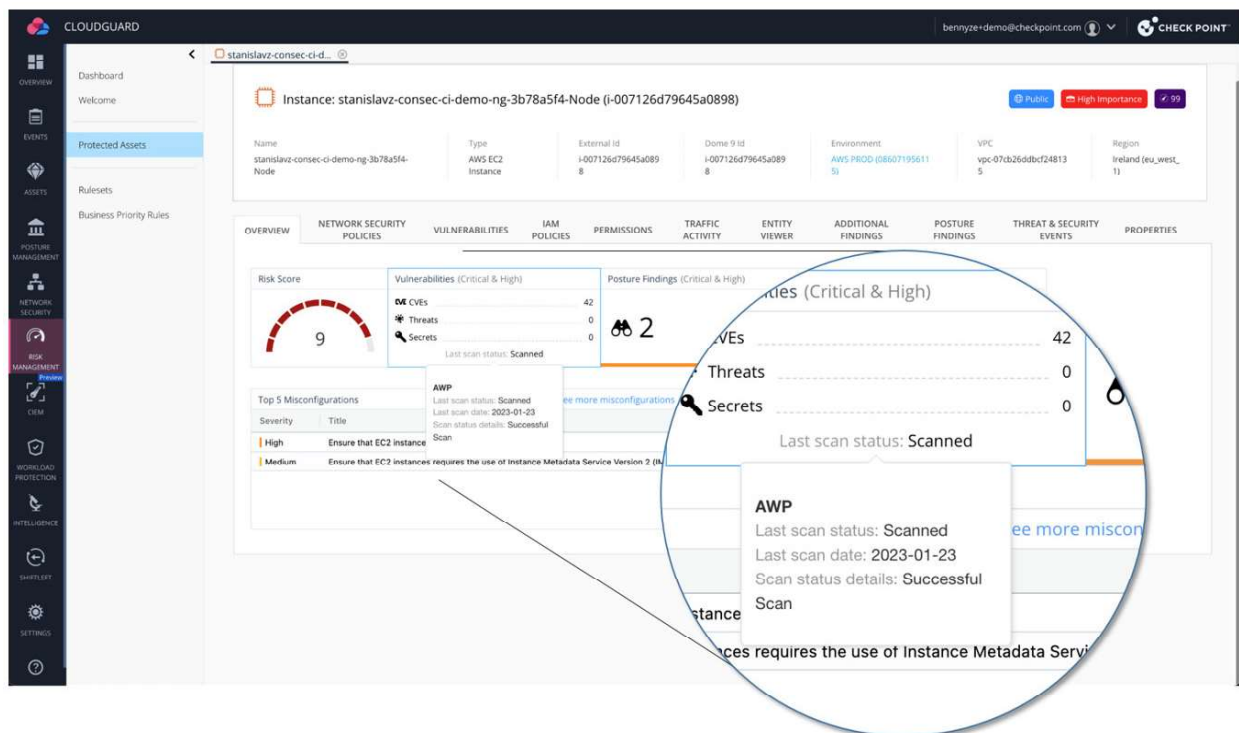 CLOUDGUARD
bennyze+demo@checkpoint.com
CHECK POINT
OVERVIEW
EVENTS
ASSETS
POSTURE
MANAGEMENT
NETWORK
SECURITY
RISK
MANAGEMENT
Preview
CIEM
WORKLOAD
PROTECTION
INTELLIGENCE
SHIFTLEFT
SETTINGS
Dashboard
Welcome
Protected Assets
Rulesets
Business Priority Rules
stanislavz-consec-ci-d...
Instance: stanislavz-consec-ci-demo-ng-3b78a5f4-Node (i-007126d79645a0898)
Public
High Importance
99
Name
stanislavz-consec-ci-demo-ng-3b78a5f4-
Node
Type
AWS EC2
Instance
External Id
i-007126d79645a089
8
Dome 9 Id
i-007126d79645a089
8
Environment
AWS PROD (08607195611
5)
VPC
vpc-07cb26ddbcf24813
5
Region
Ireland (eu_west_
1)
OVERVIEW
NETWORK SECURITY
POLICIES
VULNERABILITIES
IAM
POLICIES
PERMISSIONS
TRAFFIC
ACTIVITY
ENTITY
VIEWER
ADDITIONAL
FINDINGS
POSTURE
FINDINGS
THREAT & SECURITY
EVENTS
PROPERTIES
Risk Score
9
Vulnerabilities (Critical & High)
CVE CVEs 42
Threats 0
Secrets 0
Last scan status: Scanned
Posture Findings (Critical & High)
2
AWP
Last scan status: Scanned
Last scan date: 2023-01-23
Scan status details: Successful
Scan
Top 5 Misconfigurations
ee more misconfigurations
Severity Title
High Ensure that EC2 instance
Medium Ensure that EC2 instances requires the use of Instance Metadata Service Version 2 (IM
ties (Critical & High)
VEs 42
Threats 0
Secrets 0
Last scan status: Scanned
AWP
Last scan status: Scanned
Last scan date: 2023-01-23
Scan status details: Successful
Scan
ee more miscon
stance
nces requires the use of Instance Metadata Servi